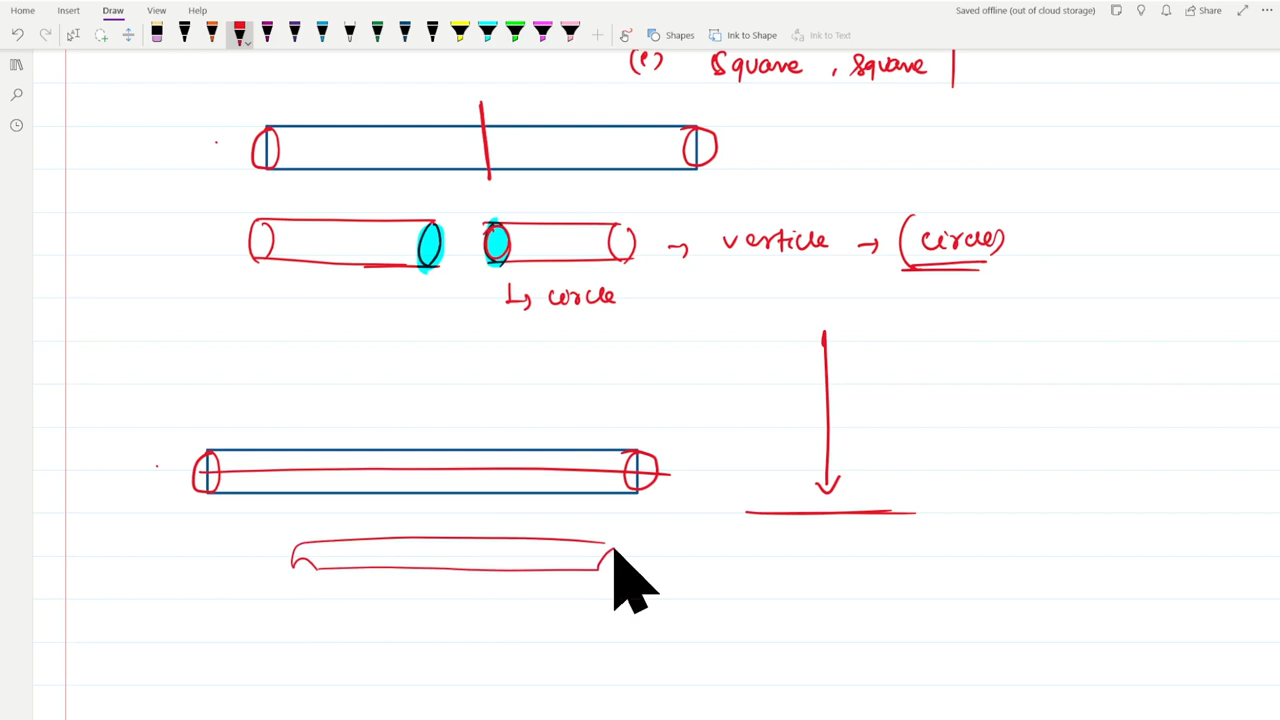 Home Insert Draw View Help Saved offline (out of cloud storage) Share
Shapes Ink to Shape Ink to Text
(e) Square , square
→ verticle → (circles)
↳ circle